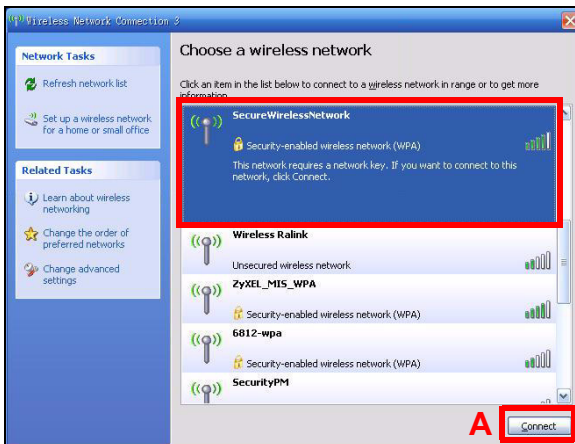 Wireless Network Connection 3
Network Tasks
Refresh network list
Set up a wireless network
for a home or small office
Related Tasks
Learn about wireless
networking
Change the order of
preferred networks
Change advanced
settings
Choose a wireless network
Click an item in the list below to connect to a wireless network in range or to get more
information.
SecureWirelessNetwork
Security-enabled wireless network (WPA)
This network requires a network key. If you want to connect to this
network, click Connect.
Wireless Ralink
Unsecured wireless network
ZyXEL_MIS_WPA
Security-enabled wireless network (WPA)
6812-wpa
Security-enabled wireless network (WPA)
SecurityPM
A
Connect